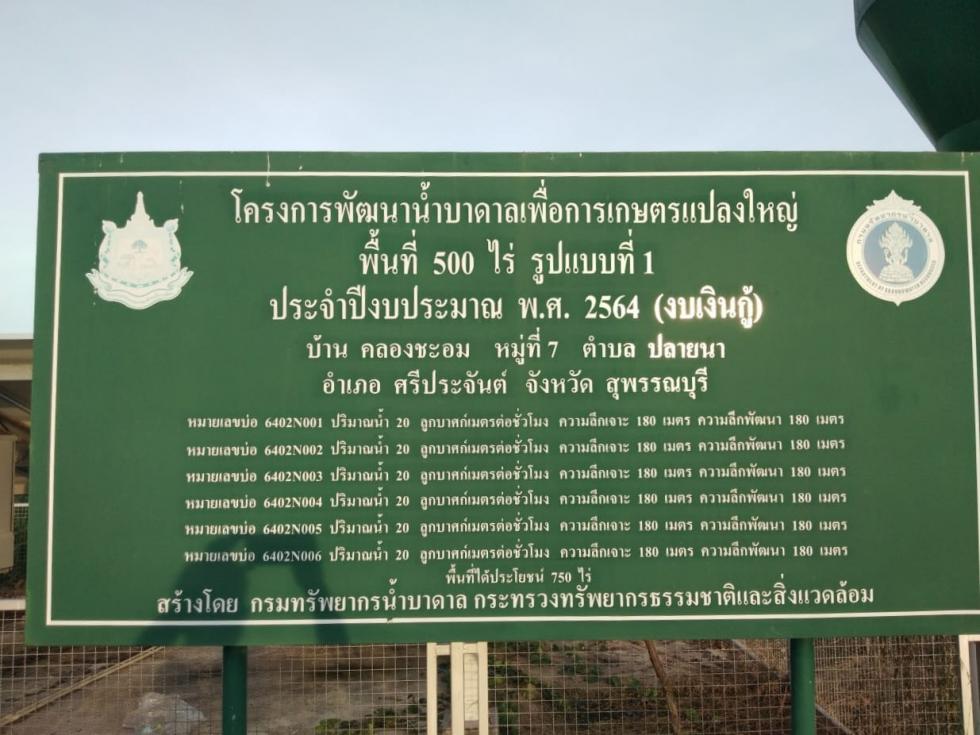 โครงการพัฒนาน้ำบาดาลเพื่อการเกษตรแปลงใหญ่
พื้นที่ 500 ไร่ รูปแบบที่ 1
ประจำปีงบประมาณ พ.ศ. 2564 (งบเงินกู้)
บ้าน คลองชะอม หมู่ที่ 7 ตำบล ปลายนา
อำเภอ ศรีประจันต์ จังหวัด สุพรรณบุรี
หมายเลขบ่อ 6402N001 ปริมาณน้ำ 20 ลูกบาศก์เมตรต่อชั่วโมง ความลึกเจาะ 180 เมตร ความลึกพัฒนา 180 เมตร
หมายเลขบ่อ 6402N002 ปริมาณน้ำ 20 ลูกบาศก์เมตรต่อชั่วโมง ความลึกเจาะ 180 เมตร ความลึกพัฒนา 180 เมตร
หมายเลขบ่อ 6402N003 ปริมาณน้ำ 20 ลูกบาศก์เมตรต่อชั่วโมง ความลึกเจาะ 180 เมตร ความลึกพัฒนา 180 เมตร
หมายเลขบ่อ 6402N004 ปริมาณน้ำ 20 ลูกบาศก์เมตรต่อชั่วโมง ความลึกเจาะ 180 เมตร ความลึกพัฒนา 180 เมตร
หมายเลขบ่อ 6402N005 ปริมาณน้ำ 20 ลูกบาศก์เมตรต่อชั่วโมง ความลึกเจาะ 180 เมตร ความลึกพัฒนา 180 เมตร
หมายเลขบ่อ 6402N006 ปริมาณน้ำ 20 ลูกบาศก์เมตรต่อชั่วโมง ความลึกเจาะ 180 เมตร ความลึกพัฒนา 180 เมตร
พื้นที่ได้ประโยชน์ 750 ไร่
สร้างโดย กรมทรัพยากรน้ำบาดาล กระทรวงทรัพยากรธรรมชาติและสิ่งแวดล้อม
กรมทรัพยากรน้ำบาดาล
DEPARTMENT OF GROUNDWATER RESOURCES